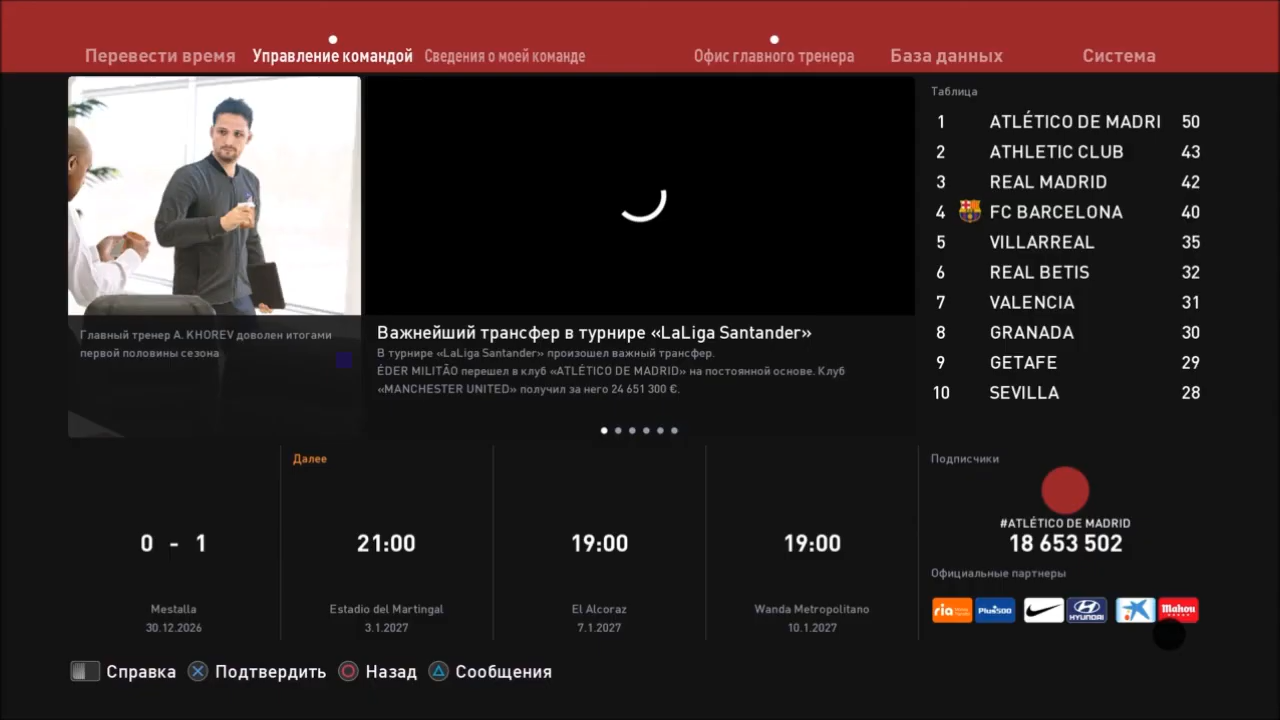 Перевести время
Управление командой
Сведения о моей команде
Офис главного тренера
База данных
Система
Главный тренер A. KHOREV доволен итогами
первой половины сезона
Важнейший трансфер в турнире «LaLiga Santander»
В турнире «LaLiga Santander» произошел важный трансфер.
ÉDER MILITÃO перешел в клуб «ATLÉTICO DE MADRID» на постоянной основе. Клуб
«MANCHESTER UNITED» получил за него 24 651 300 €.
Таблица
1 ATLÉTICO DE MADRI 50
2 ATHLETIC CLUB 43
3 REAL MADRID 42
4 FC BARCELONA 40
5 VILLARREAL 35
6 REAL BETIS 32
7 VALENCIA 31
8 GRANADA 30
9 GETAFE 29
10 SEVILLA 28
0 - 1
Mestalla
30.12.2026
Далее
21:00
Estadio del Martingal
3.1.2027
19:00
El Alcoraz
7.1.2027
19:00
Wanda Metropolitano
10.1.2027
Подписчики
#ATLÉTICO DE MADRID
18 653 502
Официальные партнеры
ria
Plus500
HYUNDAI
Mahou
Справка
Подтвердить
Назад
Сообщения